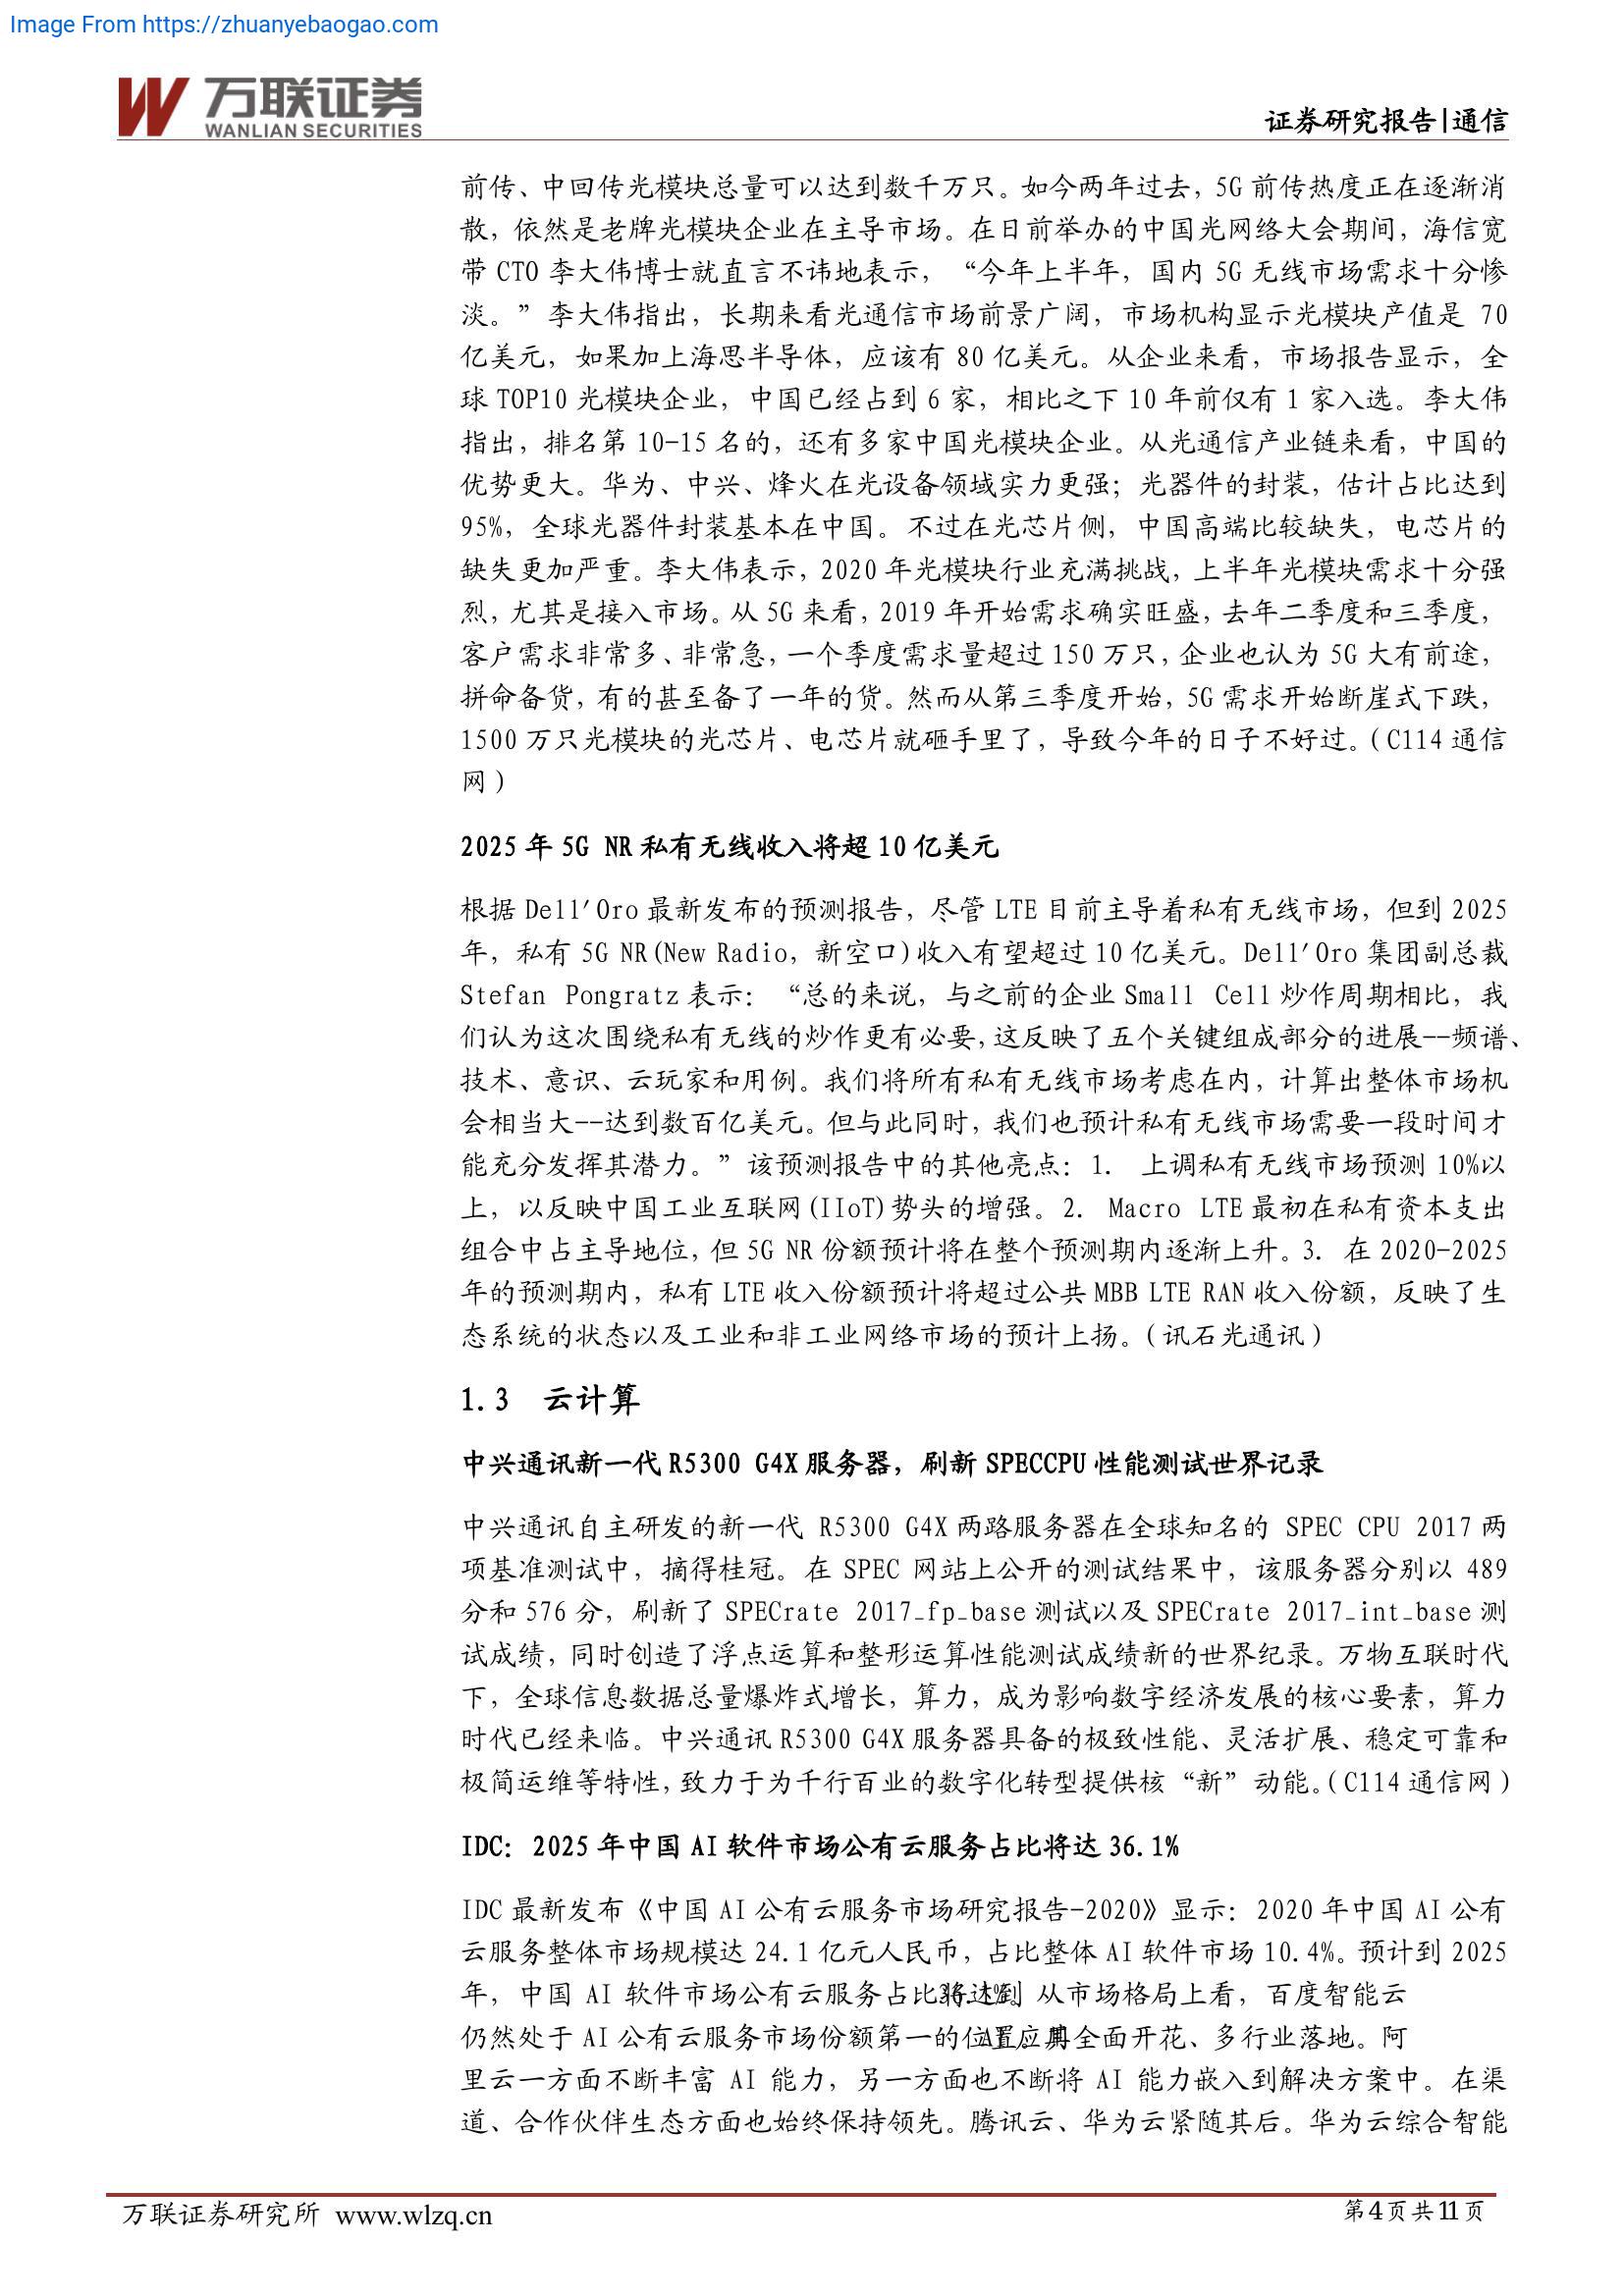 Image From https://zhuanyebaogao.com
万联证券
WANLIAN SECURITIES
证券研究报告|通信
前传、中回传光模块总量可以达到数千万只。如今两年过去，5G 前传热度正在逐渐消
散，依然是老牌光模块企业在主导市场。在日前举办的中国光网络大会期间，海信宽
带 CTO 李大伟博士就直言不讳地表示，“今年上半年，国内 5G 无线市场需求十分惨
淡。”李大伟指出，长期来看光通信市场前景广阔，市场机构显示光模块产值是 70
亿美元，如果加上海思半导体，应该有 80 亿美元。从企业来看，市场报告显示，全
球 TOP10 光模块企业，中国已经占到 6 家，相比之下 10 年前仅有 1 家入选。李大伟
指出，排名第 10-15 名的，还有多家中国光模块企业。从光通信产业链来看，中国的
优势更大。华为、中兴、烽火在光设备领域实力更强；光器件的封装，估计占比达到
95%，全球光器件封装基本在中国。不过在光芯片侧，中国高端比较缺失，电芯片的
缺失更加严重。李大伟表示，2020 年光模块行业充满挑战，上半年光模块需求十分强
烈，尤其是接入市场。从 5G 来看，2019 年开始需求确实旺盛，去年二季度和三季度，
客户需求非常多、非常急，一个季度需求量超过 150 万只，企业也认为 5G 大有前途，
拼命备货，有的甚至备了一年的货。然而从第三季度开始，5G 需求开始断崖式下跌，
1500 万只光模块的光芯片、电芯片就砸手里了，导致今年的日子不好过。（C114 通信
网）
2025 年 5G NR 私有无线收入将超 10 亿美元
根据 Dell'Oro 最新发布的预测报告，尽管 LTE 目前主导着私有无线市场，但到 2025
年，私有 5G NR(New Radio，新空口)收入有望超过 10 亿美元。Dell'Oro 集团副总裁
Stefan Pongratz 表示：“总的来说，与之前的企业 Small Cell 炒作周期相比，我
们认为这次围绕私有无线的炒作更有必要，这反映了五个关键组成部分的进展--频谱、
技术、意识、云玩家和用例。我们将所有私有无线市场考虑在内，计算出整体市场机
会相当大--达到数百亿美元。但与此同时，我们也预计私有无线市场需要一段时间才
能充分发挥其潜力。”该预测报告中的其他亮点：1. 上调私有无线市场预测 10%以
上，以反映中国工业互联网(IIoT)势头的增强。2. Macro LTE 最初在私有资本支出
组合中占主导地位，但 5G NR 份额预计将在整个预测期内逐渐上升。3. 在 2020-2025
年的预测期内，私有 LTE 收入份额预计将超过公共 MBB LTE RAN 收入份额，反映了生
态系统的状态以及工业和非工业网络市场的预计上扬。（讯石光通讯）
1.3 云计算
中兴通讯新一代 R5300 G4X 服务器，刷新 SPECCPU 性能测试世界记录
中兴通讯自主研发的新一代 R5300 G4X 两路服务器在全球知名的 SPEC CPU 2017 两
项基准测试中，摘得桂冠。在 SPEC 网站上公开的测试结果中，该服务器分别以 489
分和 576 分，刷新了 SPECrate 2017_fp_base 测试以及 SPECrate 2017_int_base 测
试成绩，同时创造了浮点运算和整形运算性能测试成绩新的世界纪录。万物互联时代
下，全球信息数据总量爆炸式增长，算力，成为影响数字经济发展的核心要素，算力
时代已经来临。中兴通讯 R5300 G4X 服务器具备的极致性能、灵活扩展、稳定可靠和
极简运维等特性，致力于为千行百业的数字化转型提供核“新”动能。（C114 通信网）
IDC：2025 年中国 AI 软件市场公有云服务占比将达 36.1%
IDC 最新发布《中国 AI 公有云服务市场研究报告-2020》显示：2020 年中国 AI 公有
云服务整体市场规模达 24.1 亿元人民币，占比整体 AI 软件市场 10.4%。预计到 2025
年，中国 AI 软件市场公有云服务占比将达到 36.1%。从市场格局上看，百度智能云
仍然处于 AI 公有云服务市场份额第一的位置，AI 应用全面开花、多行业落地。阿
里云一方面不断丰富 AI 能力，另一方面也不断将 AI 能力嵌入到解决方案中。在渠
道、合作伙伴生态方面也始终保持领先。腾讯云、华为云紧随其后。华为云综合智能
万联证券研究所 www.wlzq.cn
第 4 页 共 11 页